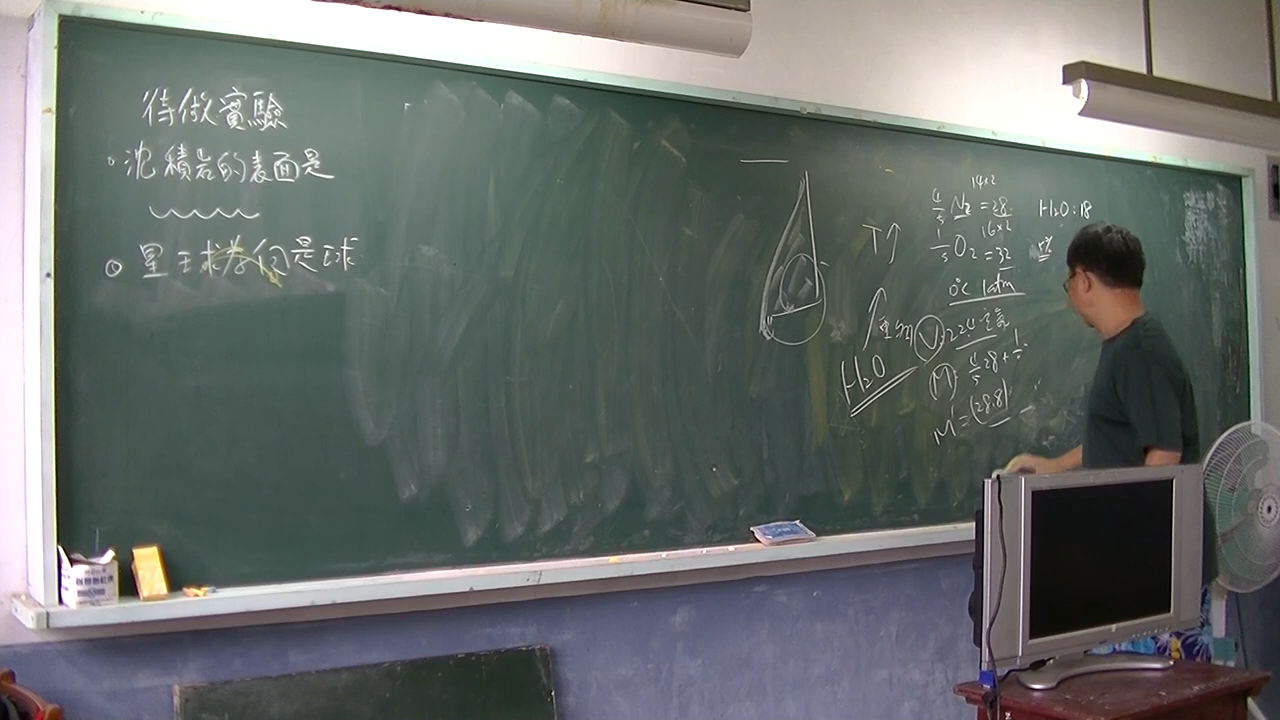 待做實驗
沈積岩的表面是
星球為何是球
T↑
H₂O
14×2
4/5 N₂ = 28
16×2
1/5 O₂ = 32
0°C 1atm
V=22.4 空氣
M = 4/5 28 + 1/5
M = (28.8)
H₂O : 18